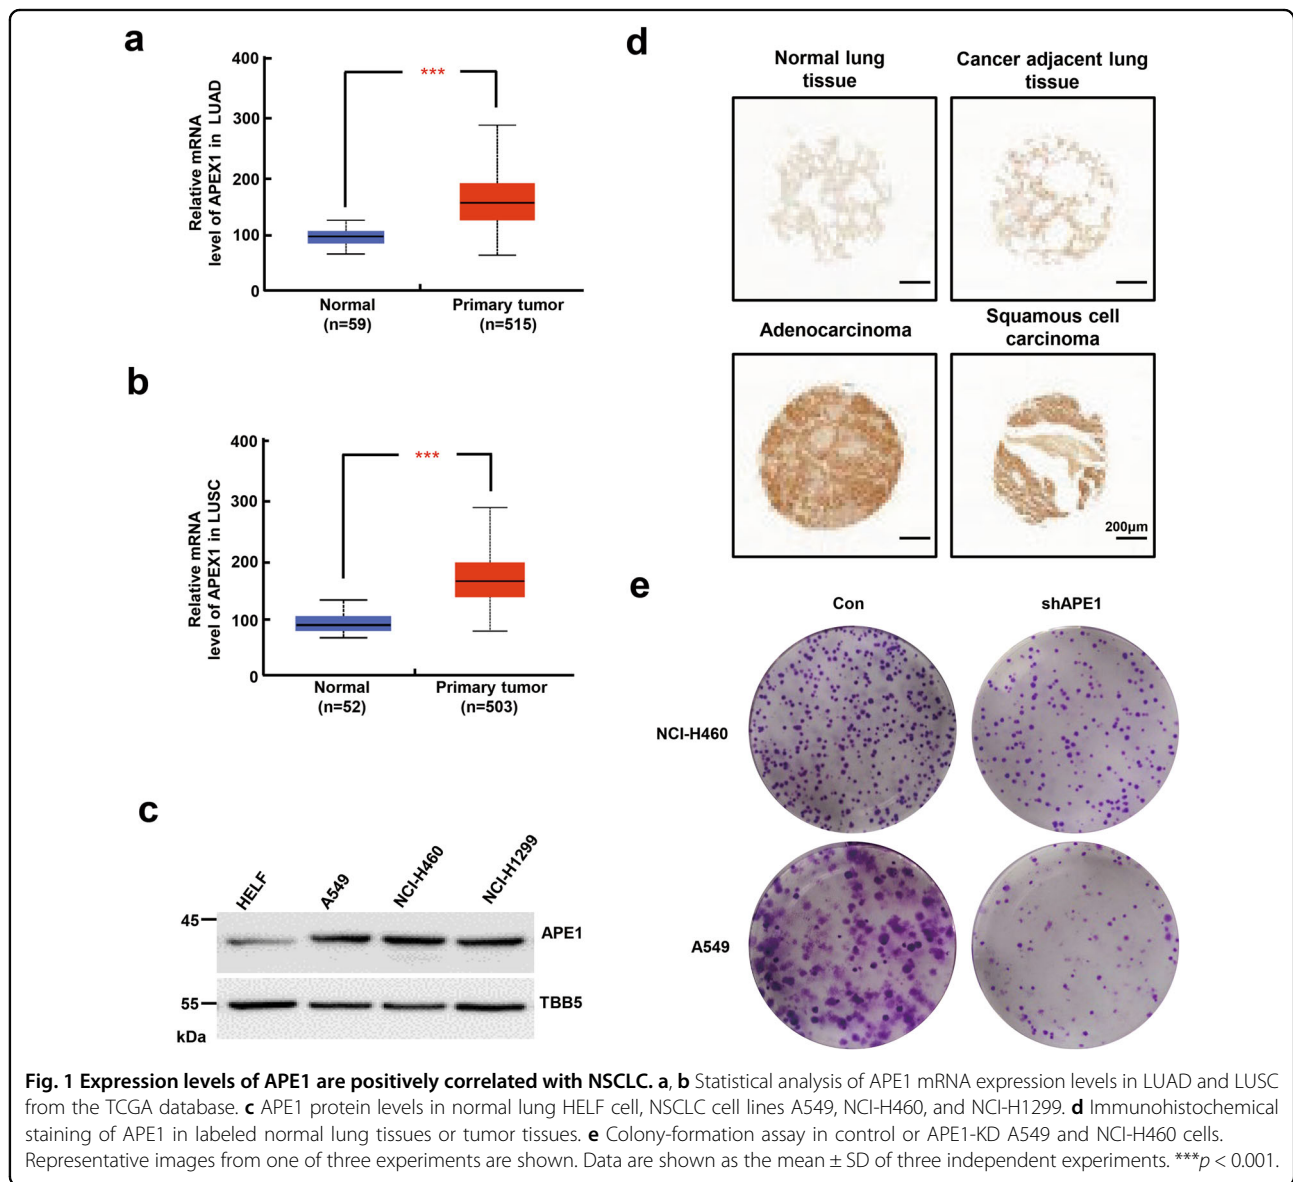 a
Relative mRNA
level of APEX1 in LUAD
400
300
200
100
0
***
Normal
(n=59)
Primary tumor
(n=515)
b
Relative mRNA
level of APEX1 in LUSC
400
300
200
100
0
***
Normal
(n=52)
Primary tumor
(n=503)
c
HELF
A549
NCI-H460
NCI-H1299
45
APE1
55
TBB5
kDa
d
Normal lung
tissue
Cancer adjacent lung
tissue
Adenocarcinoma
Squamous cell
carcinoma
200μm
e
Con
shAPE1
NCI-H460
A549
Fig. 1 Expression levels of APE1 are positively correlated with NSCLC. a, b Statistical analysis of APE1 mRNA expression levels in LUAD and LUSC
from the TCGA database. c APE1 protein levels in normal lung HELF cell, NSCLC cell lines A549, NCI-H460, and NCI-H1299. d Immunohistochemical
staining of APE1 in labeled normal lung tissues or tumor tissues. e Colony-formation assay in control or APE1-KD A549 and NCI-H460 cells.
Representative images from one of three experiments are shown. Data are shown as the mean ± SD of three independent experiments. ***p < 0.001.